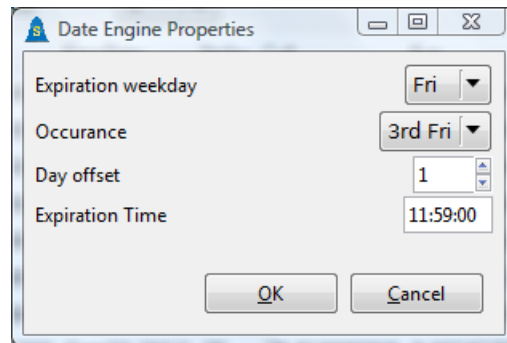 Date Engine Properties
Expiration weekday Fri
Occurance 3rd Fri
Day offset 1
Expiration Time 11:59:00
OK Cancel